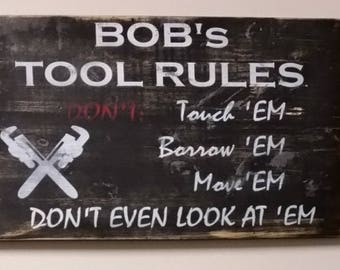 BOB's
TOOL RULES
DON'T: Touch 'EM
Borrow 'EM
Move 'EM
DON'T EVEN LOOK AT 'EM